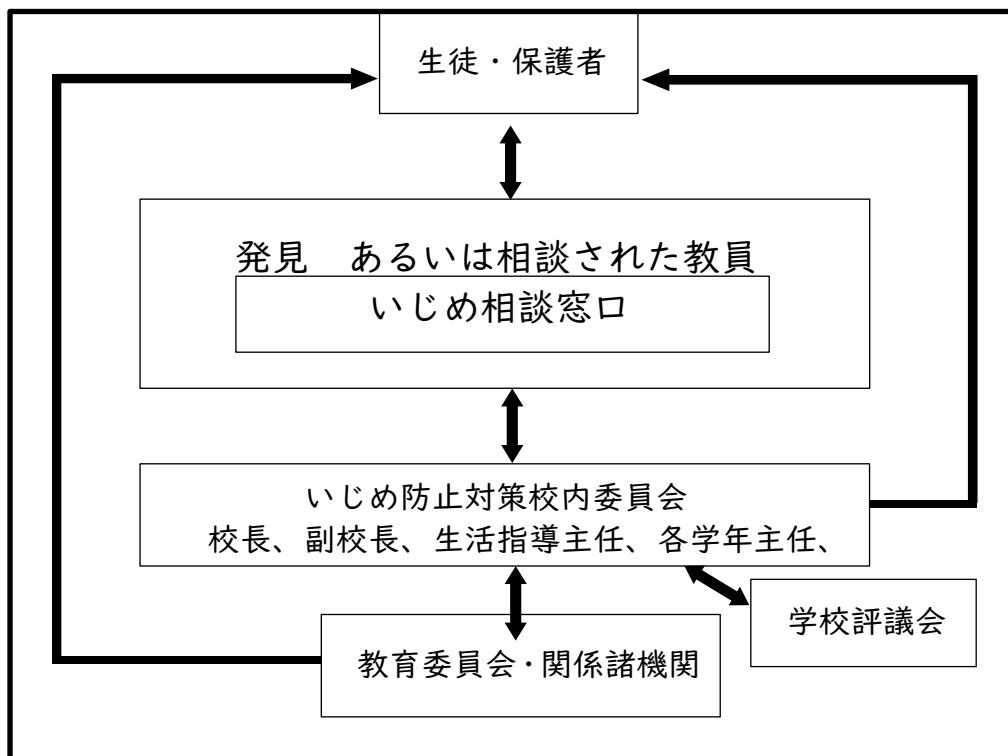 生徒・保護者
発見　あるいは相談された教員
いじめ相談窓口
いじめ防止対策校内委員会
校長、副校長、生活指導主任、各学年主任、
学校評議会
教育委員会・関係諸機関